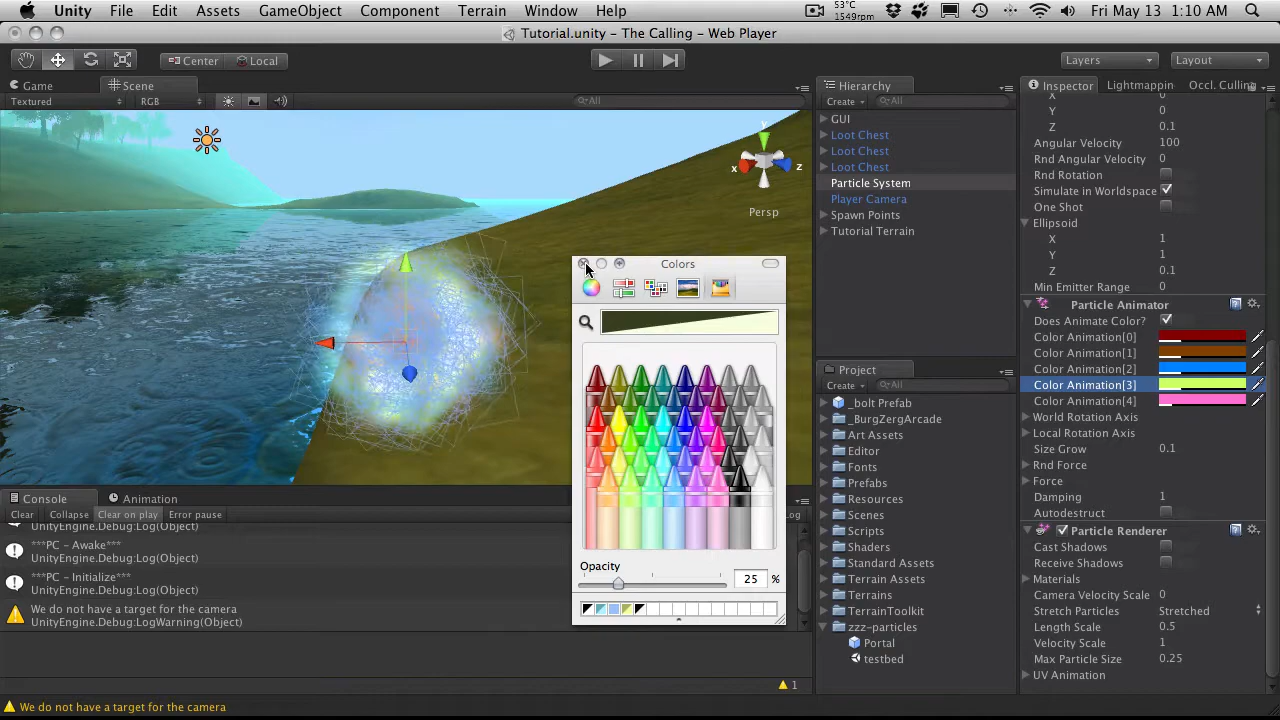 Unity File Edit Assets GameObject Component Terrain Window Help 53°C 1549rpm Fri May 13 1:10 AM
Tutorial.unity - The Calling - Web Player
Center Local Layers Layout
Game Scene
Textured RGB All
y
x z
Persp
Hierarchy
Create All
GUI
Loot Chest
Loot Chest
Loot Chest
Particle System
Player Camera
Spawn Points
Tutorial Terrain
Project
Create All
_bolt Prefab
_BurgZergArcade
Art Assets
Editor
Fonts
Prefabs
Resources
Scenes
Scripts
Shaders
Standard Assets
Terrain Assets
Terrains
TerrainToolkit
zzz-particles
Portal
testbed
Inspector Lightmappin Occl. Culling
X 0
Y 0
Z 0.1
Angular Velocity 100
Rnd Angular Velocity 0
Rnd Rotation
Simulate in Worldspace
One Shot
Ellipsoid
X 1
Y 1
Z 0.1
Min Emitter Range 0
Particle Animator
Does Animate Color?
Color Animation[0]
Color Animation[1]
Color Animation[2]
Color Animation[3]
Color Animation[4]
World Rotation Axis
Local Rotation Axis
Size Grow 0.1
Rnd Force
Force
Damping 1
Autodestruct
Particle Renderer
Cast Shadows
Receive Shadows
Materials
Camera Velocity Scale 0
Stretch Particles Stretched
Length Scale 0.5
Velocity Scale 1
Max Particle Size 0.25
UV Animation
Colors
Opacity
25 %
Console Animation
Clear Collapse Clear on play Error pause
UnityEngine.Debug:Log(Object)
***PC - Awake***
UnityEngine.Debug:Log(Object)
***PC - Initialize***
UnityEngine.Debug:Log(Object)
We do not have a target for the camera
UnityEngine.Debug:LogWarning(Object)
1
We do not have a target for the camera